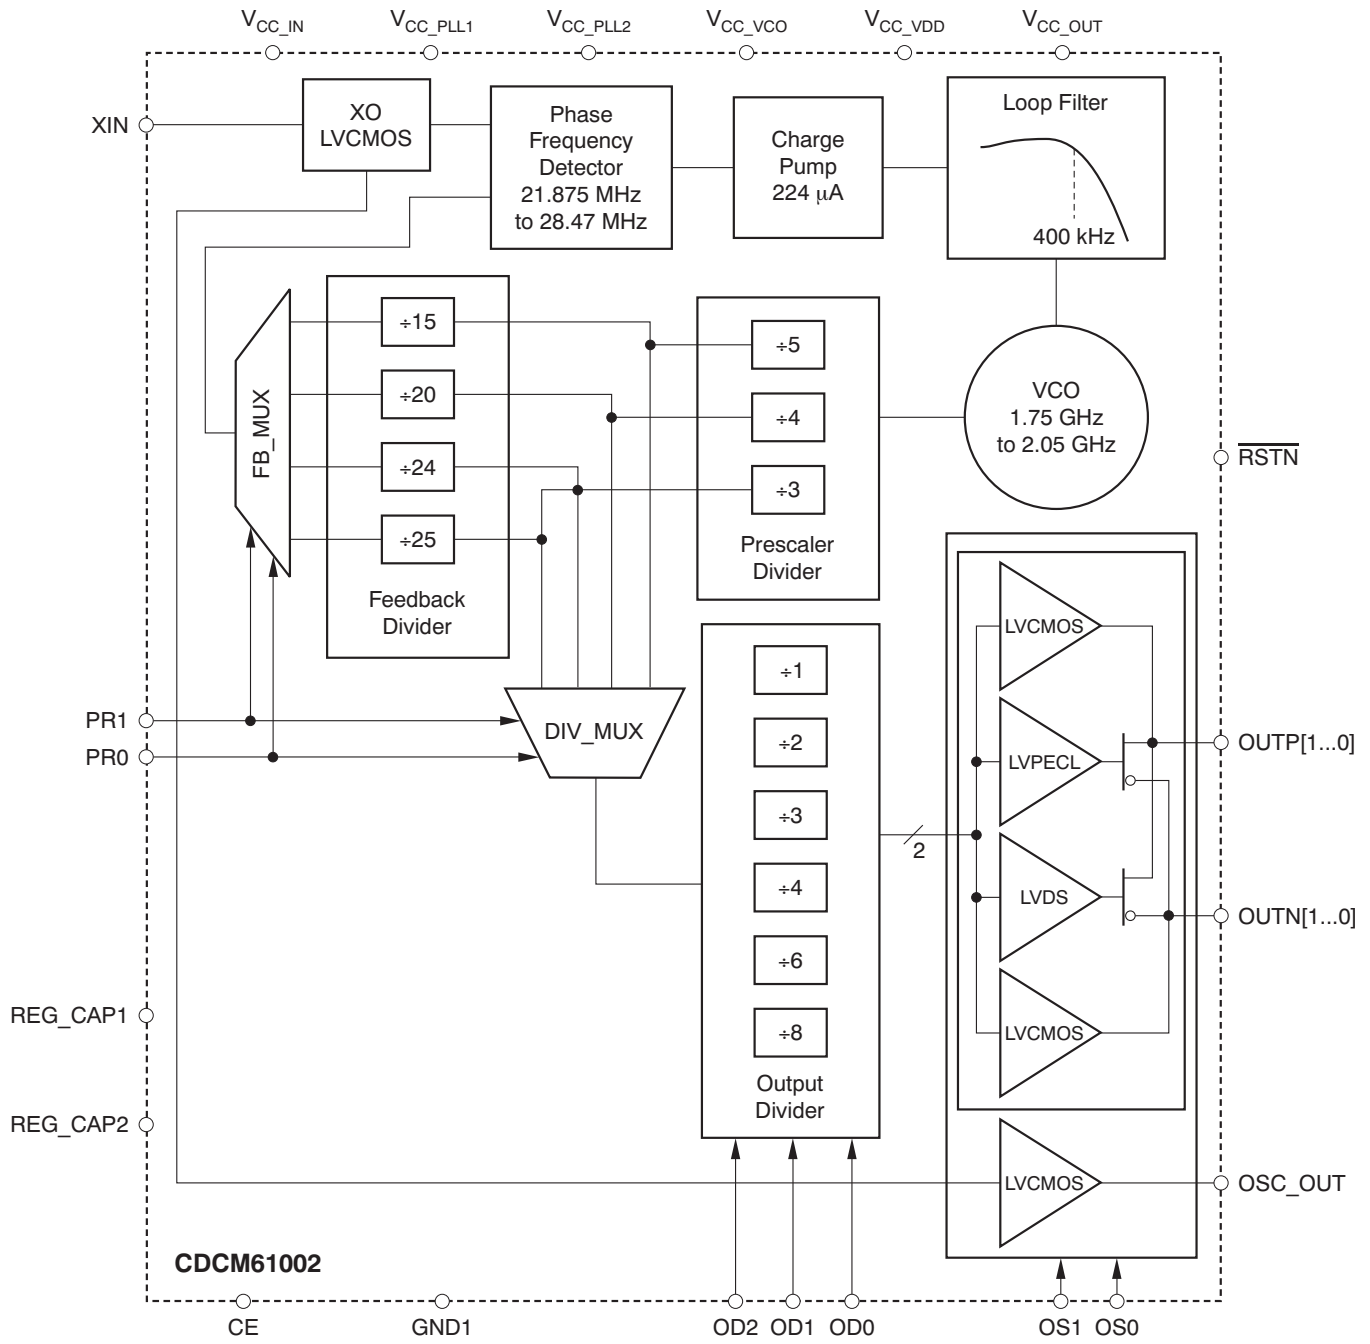 V_CC_IN V_CC_PLL1 V_CC_PLL2 V_CC_VCO V_CC_VDD V_CC_OUT
XIN
XO
LVCMOS
Phase
Frequency
Detector
21.875 MHz
to 28.47 MHz
Charge
Pump
224 µA
Loop Filter
400 kHz
FB_MUX
÷15
÷20
÷24
÷25
Feedback
Divider
÷5
÷4
÷3
Prescaler
Divider
VCO
1.75 GHz
to 2.05 GHz
RSTN
PR1
PR0
DIV_MUX
÷1
÷2
÷3
÷4
÷6
÷8
Output
Divider
2
LVCMOS
LVPECL
LVDS
LVCMOS
LVCMOS
OUTP[1...0]
OUTN[1...0]
OSC_OUT
REG_CAP1
REG_CAP2
CDCM61002
CE GND1 OD2 OD1 OD0 OS1 OS0